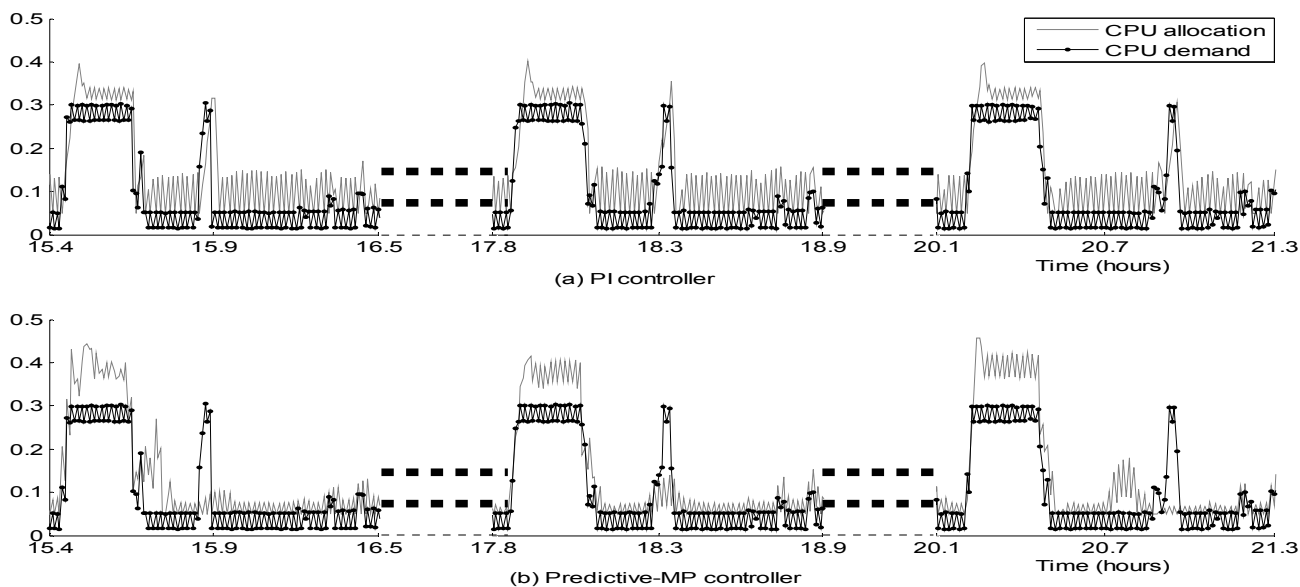 0.5
CPU allocation
CPU demand
0.4
0.3
0.2
0.1
0
15.4 15.9 16.5 17.8 18.3 18.9 20.1 20.7 21.3
(a) PI controller Time (hours)
0.5
0.4
0.3
0.2
0.1
0
15.4 15.9 16.5 17.8 18.3 18.9 20.1 20.7 21.3
(b) Predictive-MP controller Time (hours)